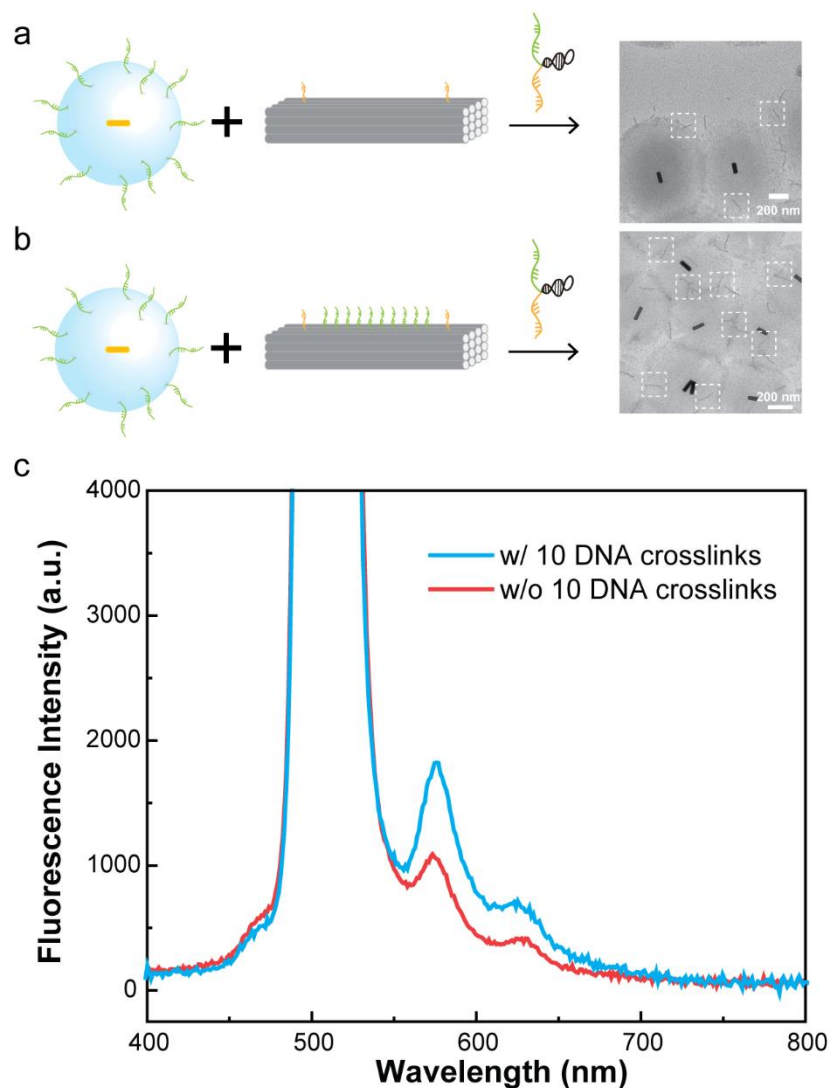 a
+
200 nm
b
+
200 nm
c
4000
3000
2000
1000
0
Fluorescence Intensity (a.u.)
w/ 10 DNA crosslinks
w/o 10 DNA crosslinks
400 500 600 700 800
Wavelength (nm)